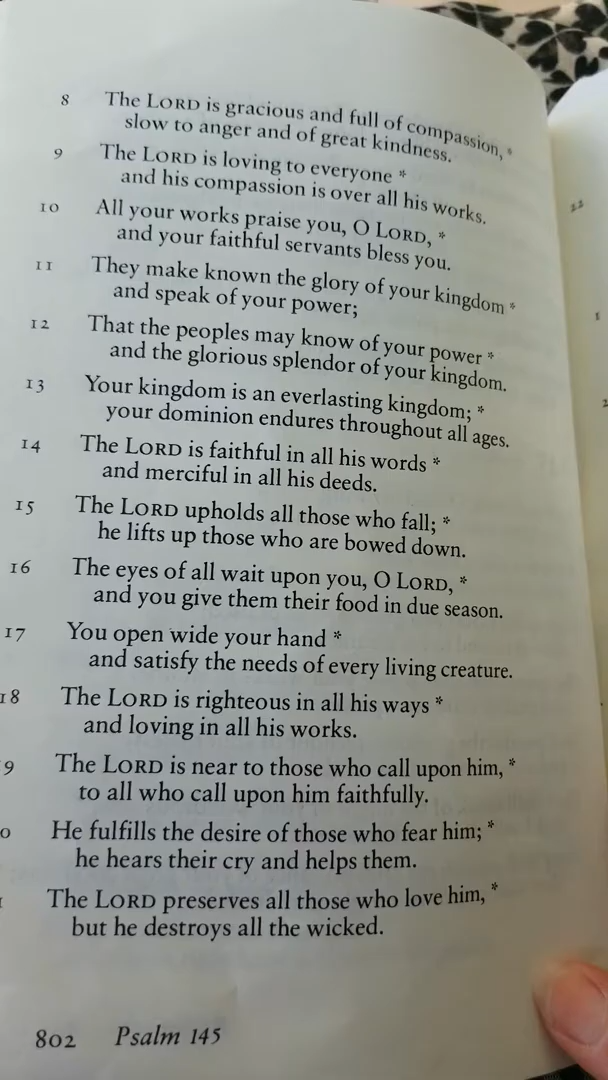 8 The LORD is gracious and full of compassion, *
slow to anger and of great kindness.
9 The LORD is loving to everyone *
and his compassion is over all his works.
10 All your works praise you, O LORD, *
and your faithful servants bless you.
11 They make known the glory of your kingdom *
and speak of your power;
12 That the peoples may know of your power *
and the glorious splendor of your kingdom.
13 Your kingdom is an everlasting kingdom; *
your dominion endures throughout all ages.
14 The LORD is faithful in all his words *
and merciful in all his deeds.
15 The LORD upholds all those who fall; *
he lifts up those who are bowed down.
16 The eyes of all wait upon you, O LORD, *
and you give them their food in due season.
17 You open wide your hand *
and satisfy the needs of every living creature.
18 The LORD is righteous in all his ways *
and loving in all his works.
9 The LORD is near to those who call upon him, *
to all who call upon him faithfully.
0 He fulfills the desire of those who fear him; *
he hears their cry and helps them.
The LORD preserves all those who love him, *
but he destroys all the wicked.
802 Psalm 145